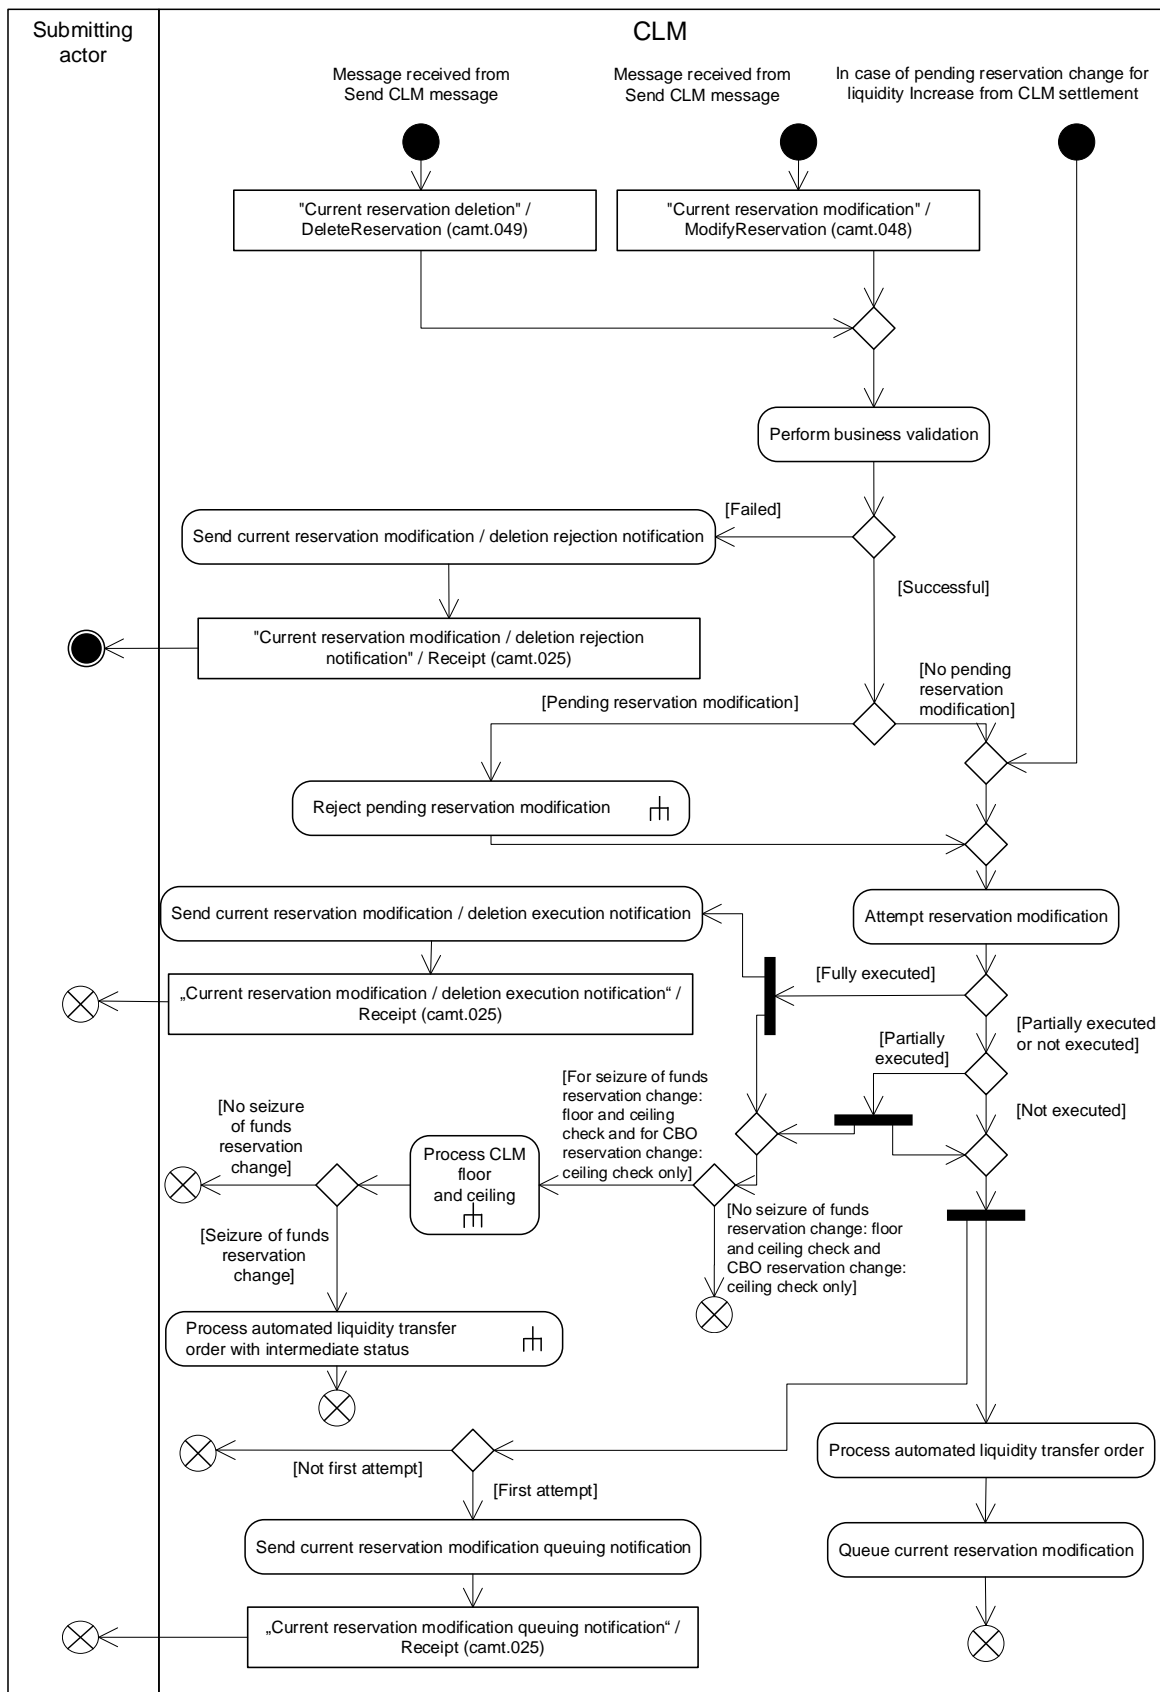 Submitting
actor
CLM
Message received from
Send CLM message
Message received from
Send CLM message
In case of pending reservation change for
liquidity Increase from CLM settlement
"Current reservation deletion" /
DeleteReservation (camt.049)
"Current reservation modification" /
ModifyReservation (camt.048)
Perform business validation
[Failed]
Send current reservation modification / deletion rejection notification
[Successful]
"Current reservation modification / deletion rejection
notification" / Receipt (camt.025)
[No pending
reservation
modification]
[Pending reservation modification]
Reject pending reservation modification
Send current reservation modification / deletion execution notification
Attempt reservation modification
[Fully executed]
„Current reservation modification / deletion execution notification“ /
Receipt (camt.025)
[Partially executed
or not executed]
[Partially
executed]
[For seizure of funds
reservation change:
floor and ceiling
check and for CBO
reservation change:
ceiling check only]
[No seizure
of funds
reservation
change]
[Not executed]
Process CLM
floor
and ceiling
[No seizure of funds
reservation change: floor
and ceiling check and
CBO reservation change:
ceiling check only]
[Seizure of funds
reservation
change]
Process automated liquidity transfer
order with intermediate status
Process automated liquidity transfer order
[Not first attempt]
[First attempt]
Send current reservation modification queuing notification
Queue current reservation modification
„Current reservation modification queuing notification“ /
Receipt (camt.025)